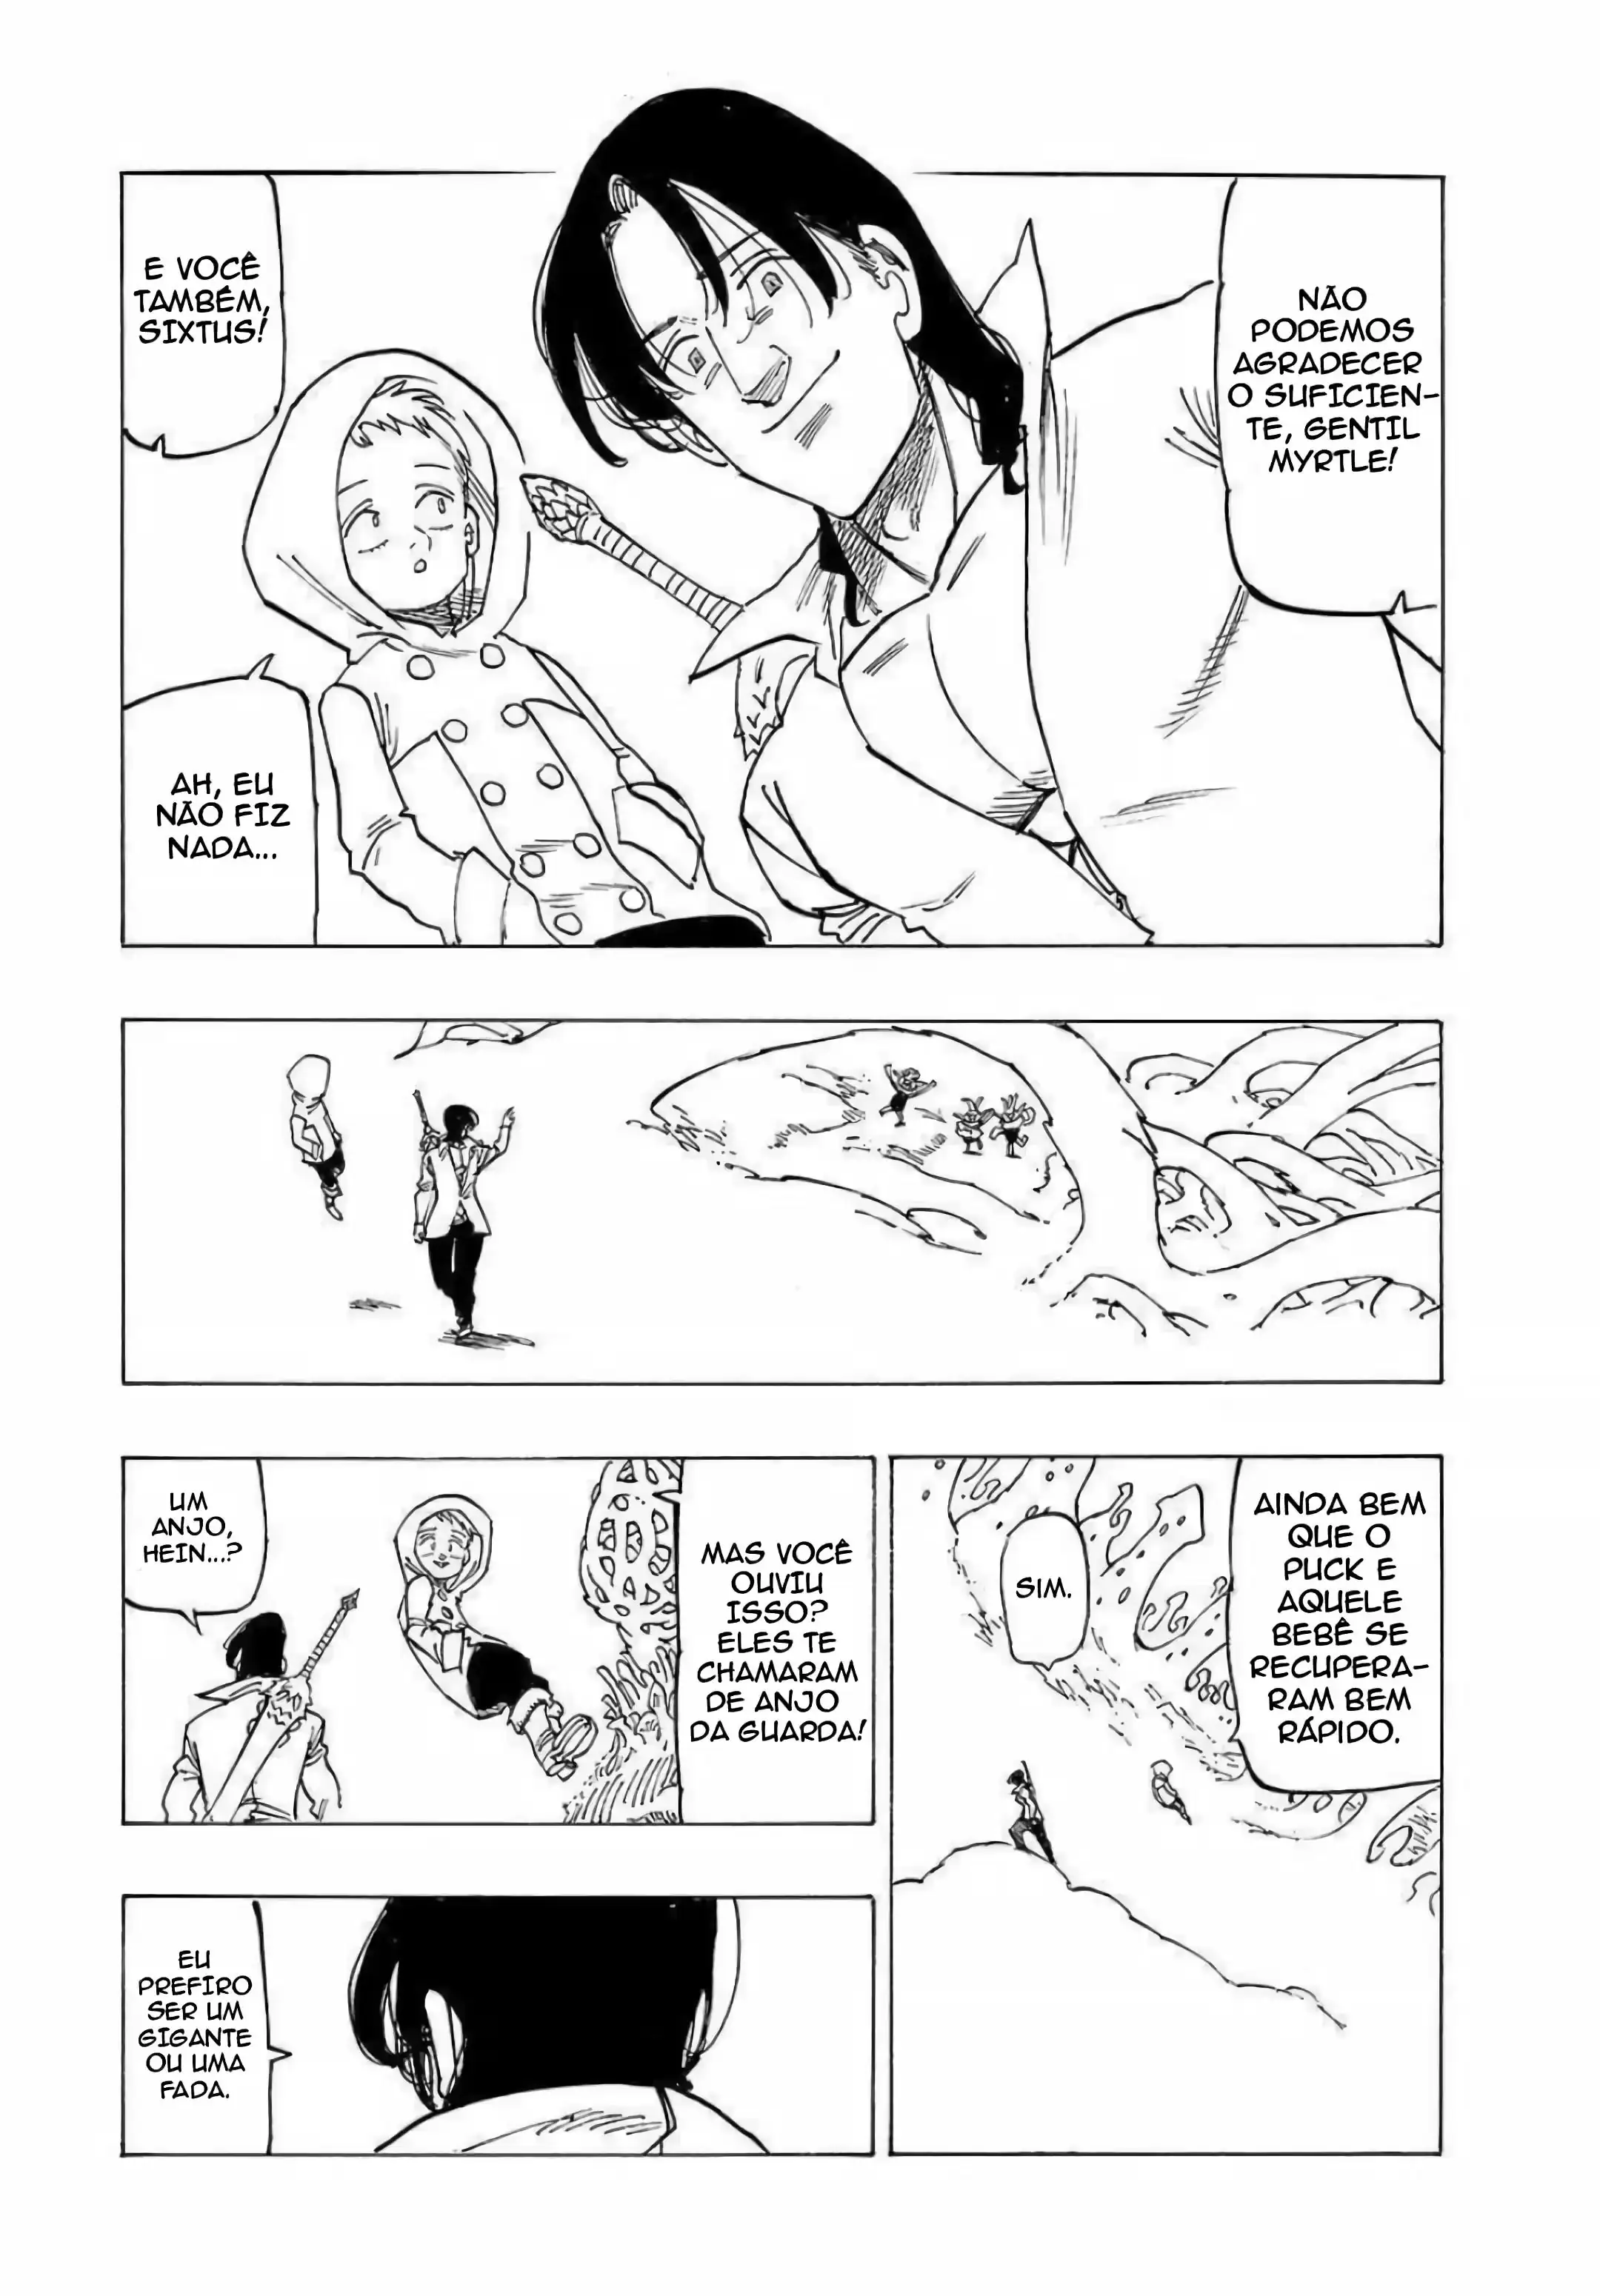 NÃO
PODEMOS
AGRADECER
O SUFICIEN-
TE, GENTIL
MYRTLE!
E VOCÊ
TAMBÉM,
SIXTUS!
AH, EU
NÃO FIZ
NADA...
AINDA BEM
QUE O
PUCK E
AQUELE
BEBÊ SE
RECUPERA-
RAM BEM
RÁPIDO.
SIM.
MAS VOCÊ
OUVIU
ISSO?
ELES TE
CHAMARAM
DE ANJO
DA GUARDA!
UM
ANJO,
HEIN...?
EU
PREFIRO
SER UM
GIGANTE
OU UMA
FADA.